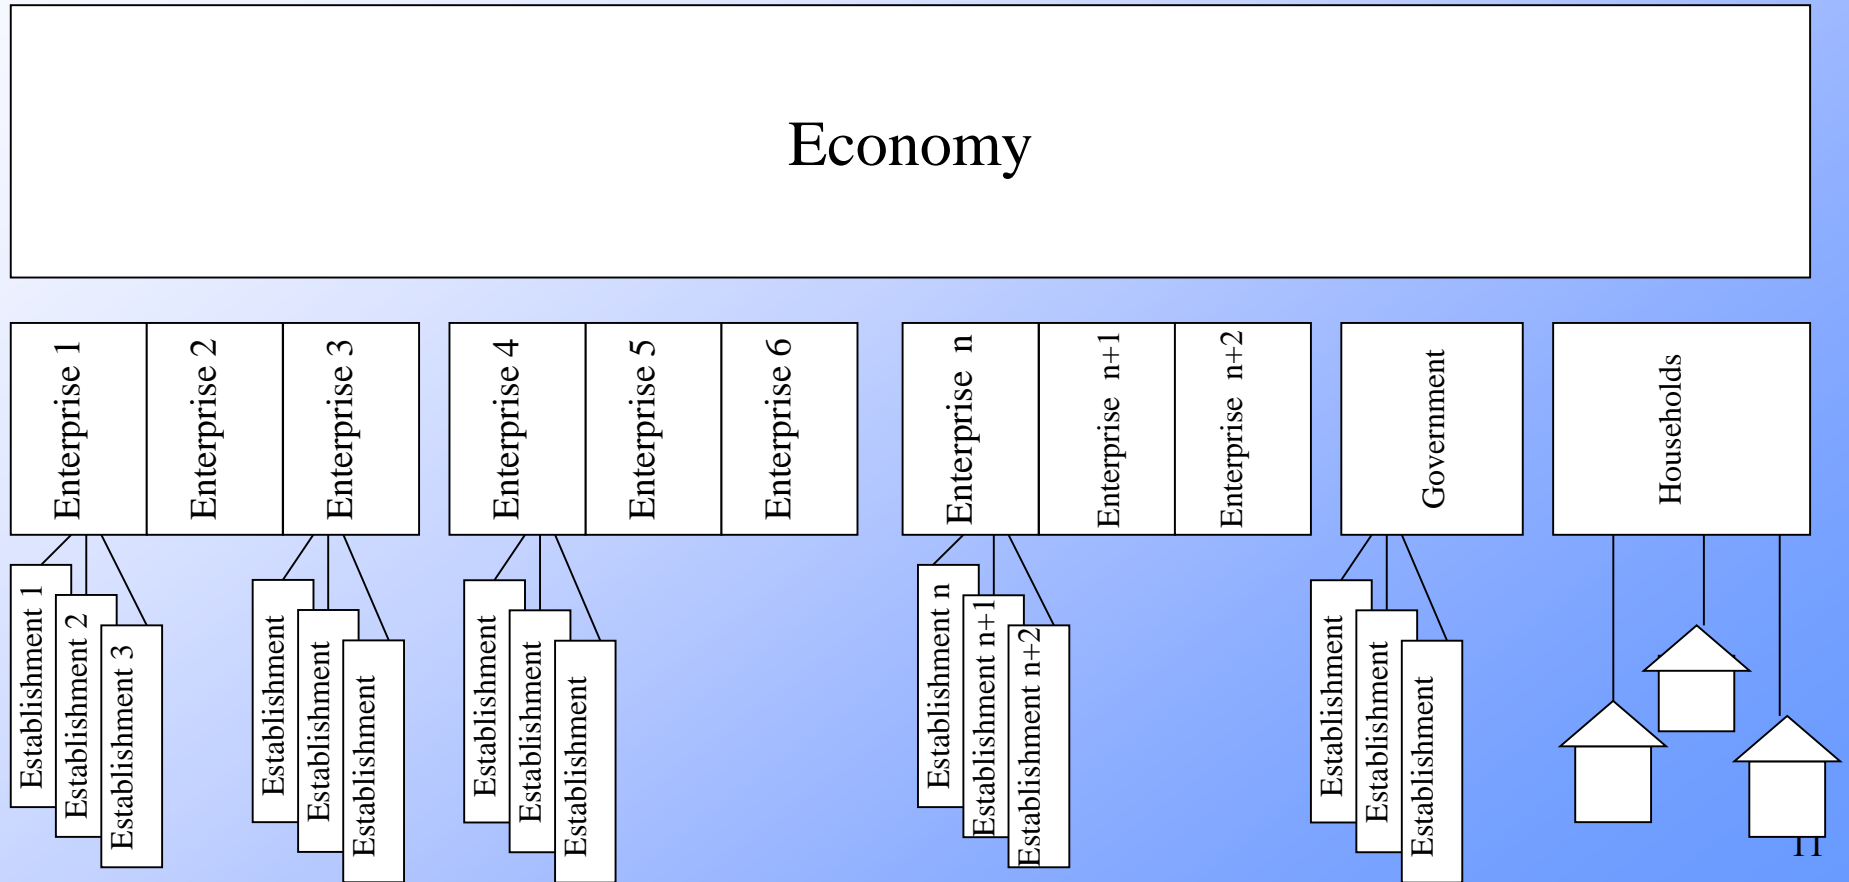 Economy
Enterprise 1
Enterprise 2
Enterprise 3
Enterprise 4
Enterprise 5
Enterprise 6
Enterprise n
Enterprise n+1
Enterprise n+2
Government
Households
Establishment 1
Establishment 2
Establishment 3
Establishment
Establishment
Establishment
Establishment
Establishment
Establishment
Establishment n
Establishment n+1
Establishment n+2
Establishment
Establishment
Establishment
11